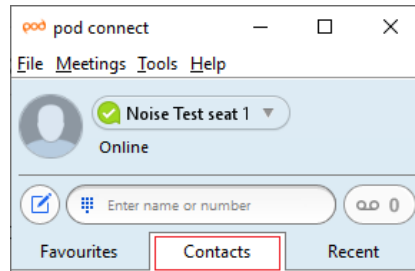 pod pod connect
File Meetings Tools Help
Noise Test seat 1
Online
Enter name or number
0
Favourites Contacts Recent